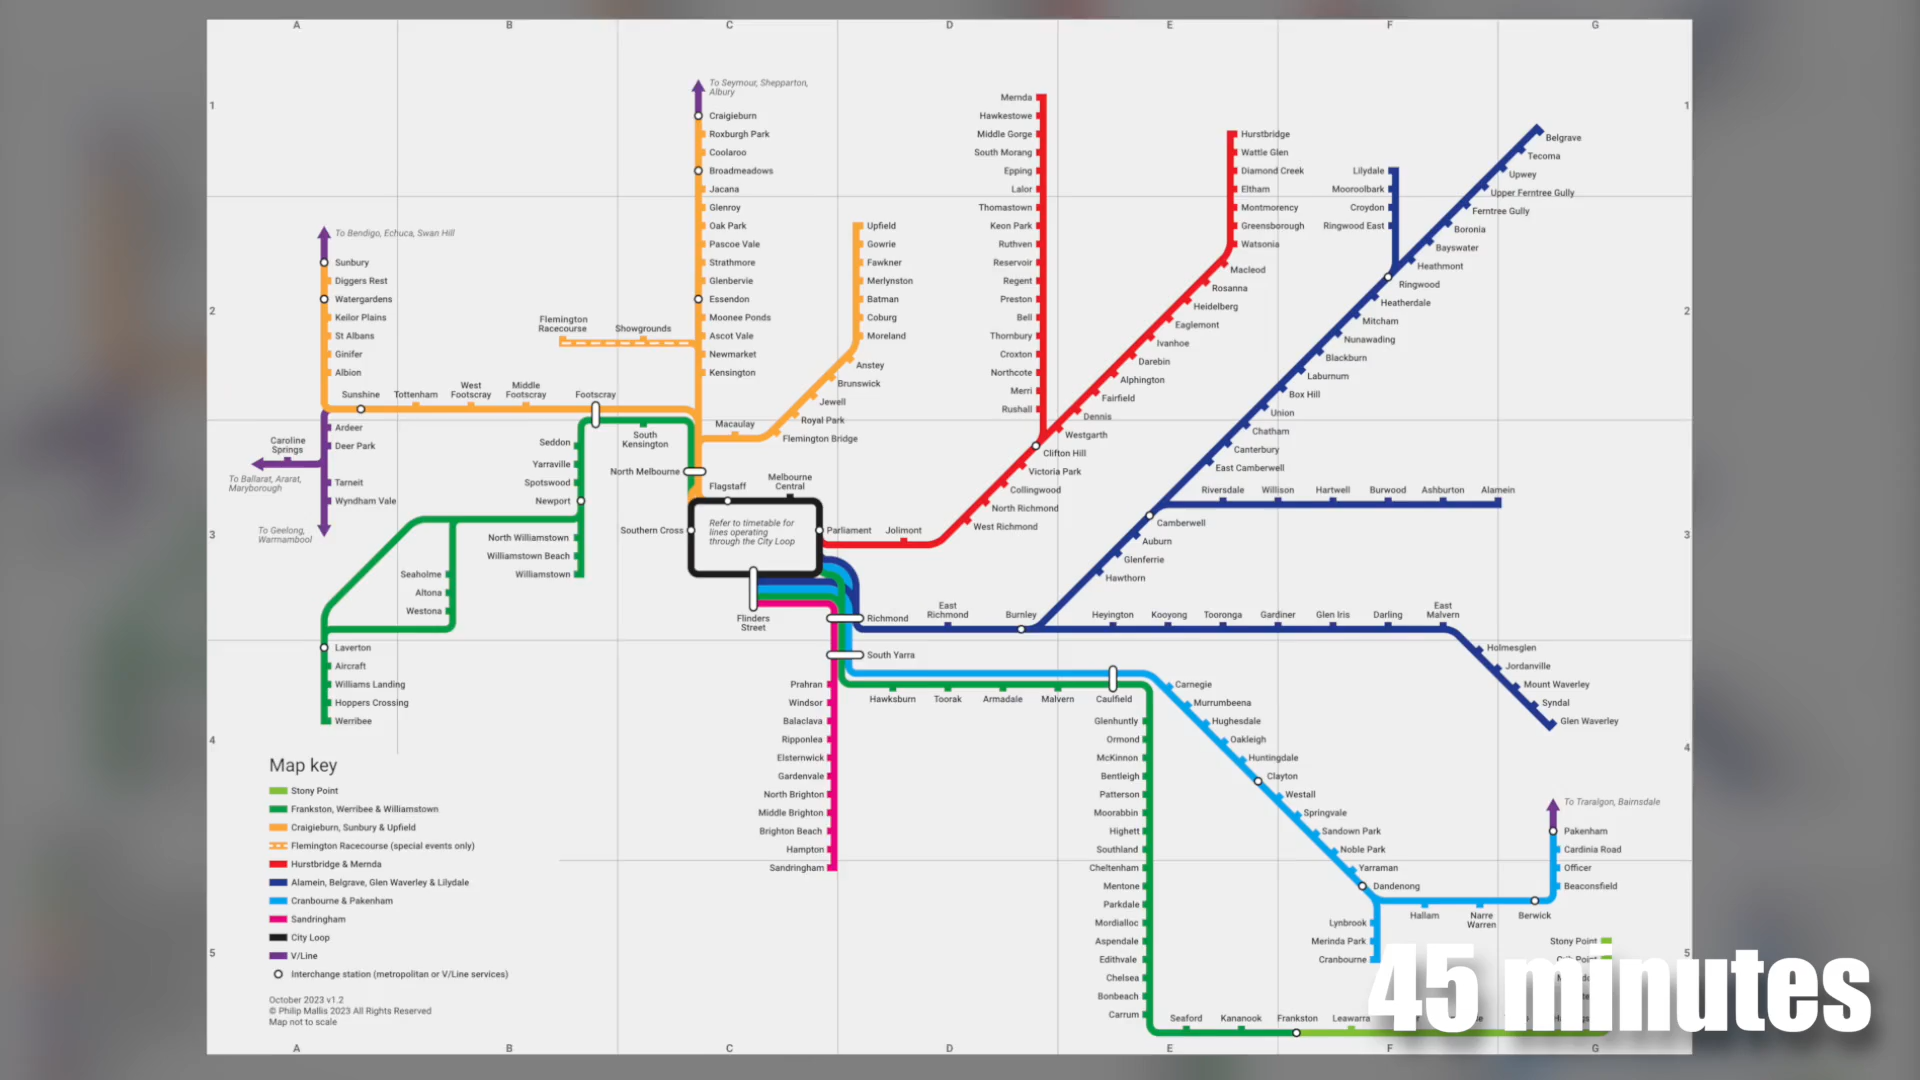 A B C D E F G
1 2 3 4 5
1 2 3 4 5
To Seymour, Shepparton,
Albury
Craigieburn
Roxburgh Park
Coolaroo
Broadmeadows
Jacana
Glenroy
Oak Park
Pascoe Vale
Strathmore
Glenbervie
Essendon
Moonee Ponds
Ascot Vale
Newmarket
Kensington
To Bendigo, Echuca, Swan Hill
Sunbury
Diggers Rest
Watergardens
Keilor Plains
St Albans
Ginifer
Albion
Sunshine
Tottenham
West
Footscray
Middle
Footscray
Footscray
Flemington
Racecourse
Showgrounds
Upfield
Gowrie
Fawkner
Merlynston
Batman
Coburg
Moreland
Anstey
Brunswick
Jewell
Royal Park
Flemington Bridge
Macaulay
Mernda
Hawkestowe
Middle Gorge
South Morang
Epping
Lalor
Thomastown
Keon Park
Ruthven
Reservoir
Regent
Preston
Bell
Thornbury
Croxton
Northcote
Merri
Rushall
Hurstbridge
Wattle Glen
Diamond Creek
Eltham
Montmorency
Greensborough
Watsonia
Macleod
Rosanna
Heidelberg
Eaglemont
Ivanhoe
Darebin
Alphington
Fairfield
Dennis
Westgarth
Clifton Hill
Victoria Park
Collingwood
North Richmond
West Richmond
Jolimont
Lilydale
Mooroolbark
Croydon
Ringwood East
Belgrave
Tecoma
Upwey
Upper Ferntree Gully
Ferntree Gully
Boronia
Bayswater
Heathmont
Ringwood
Heatherdale
Mitcham
Nunawading
Blackburn
Laburnum
Box Hill
Union
Chatham
Canterbury
East Camberwell
Riversdale
Willison
Hartwell
Burwood
Ashburton
Alamein
Camberwell
Auburn
Glenferrie
Hawthorn
Ardeer
Deer Park
Caroline
Springs
To Ballarat, Ararat,
Maryborough
Tarneit
Wyndham Vale
To Geelong,
Warrnambool
Seddon
Yarraville
Spotswood
Newport
South
Kensington
North Melbourne
North Williamstown
Williamstown Beach
Williamstown
Seaholme
Altona
Westona
Laverton
Aircraft
Williams Landing
Hoppers Crossing
Werribee
Flagstaff
Melbourne
Central
Southern Cross
Refer to timetable for
lines operating
through the City Loop
Parliament
Flinders
Street
Richmond
East
Richmond
Burnley
Heyington
Kooyong
Tooronga
Gardiner
Glen Iris
Darling
East
Malvern
Holmesglen
Jordanville
Mount Waverley
Syndal
Glen Waverley
South Yarra
Prahran
Windsor
Balaclava
Ripponlea
Elsternwick
Gardenvale
North Brighton
Middle Brighton
Brighton Beach
Hampton
Sandringham
Hawksburn
Toorak
Armadale
Malvern
Caulfield
Glenhuntly
Ormond
McKinnon
Bentleigh
Patterson
Moorabbin
Highett
Southland
Cheltenham
Mentone
Parkdale
Mordialloc
Aspendale
Edithvale
Chelsea
Bonbeach
Carrum
Seaford
Kananook
Frankston
Leawarra
Carnegie
Murrumbeena
Hughesdale
Oakleigh
Huntingdale
Clayton
Westall
Springvale
Sandown Park
Noble Park
Yarraman
Dandenong
Lynbrook
Merinda Park
Cranbourne
Hallam
Narre
Warren
Berwick
To Traralgon, Bairnsdale
Pakenham
Cardinia Road
Officer
Beaconsfield
Stony Point
Map key
Stony Point
Frankston, Werribee & Williamstown
Craigieburn, Sunbury & Upfield
Flemington Racecourse (special events only)
Hurstbridge & Mernda
Alamein, Belgrave, Glen Waverley & Lilydale
Cranbourne & Pakenham
Sandringham
City Loop
V/Line
Interchange station (metropolitan or V/Line services)
October 2023 v1.2
© Philip Mallis 2023 All Rights Reserved
Map not to scale
45 minutes
A B C D E F G